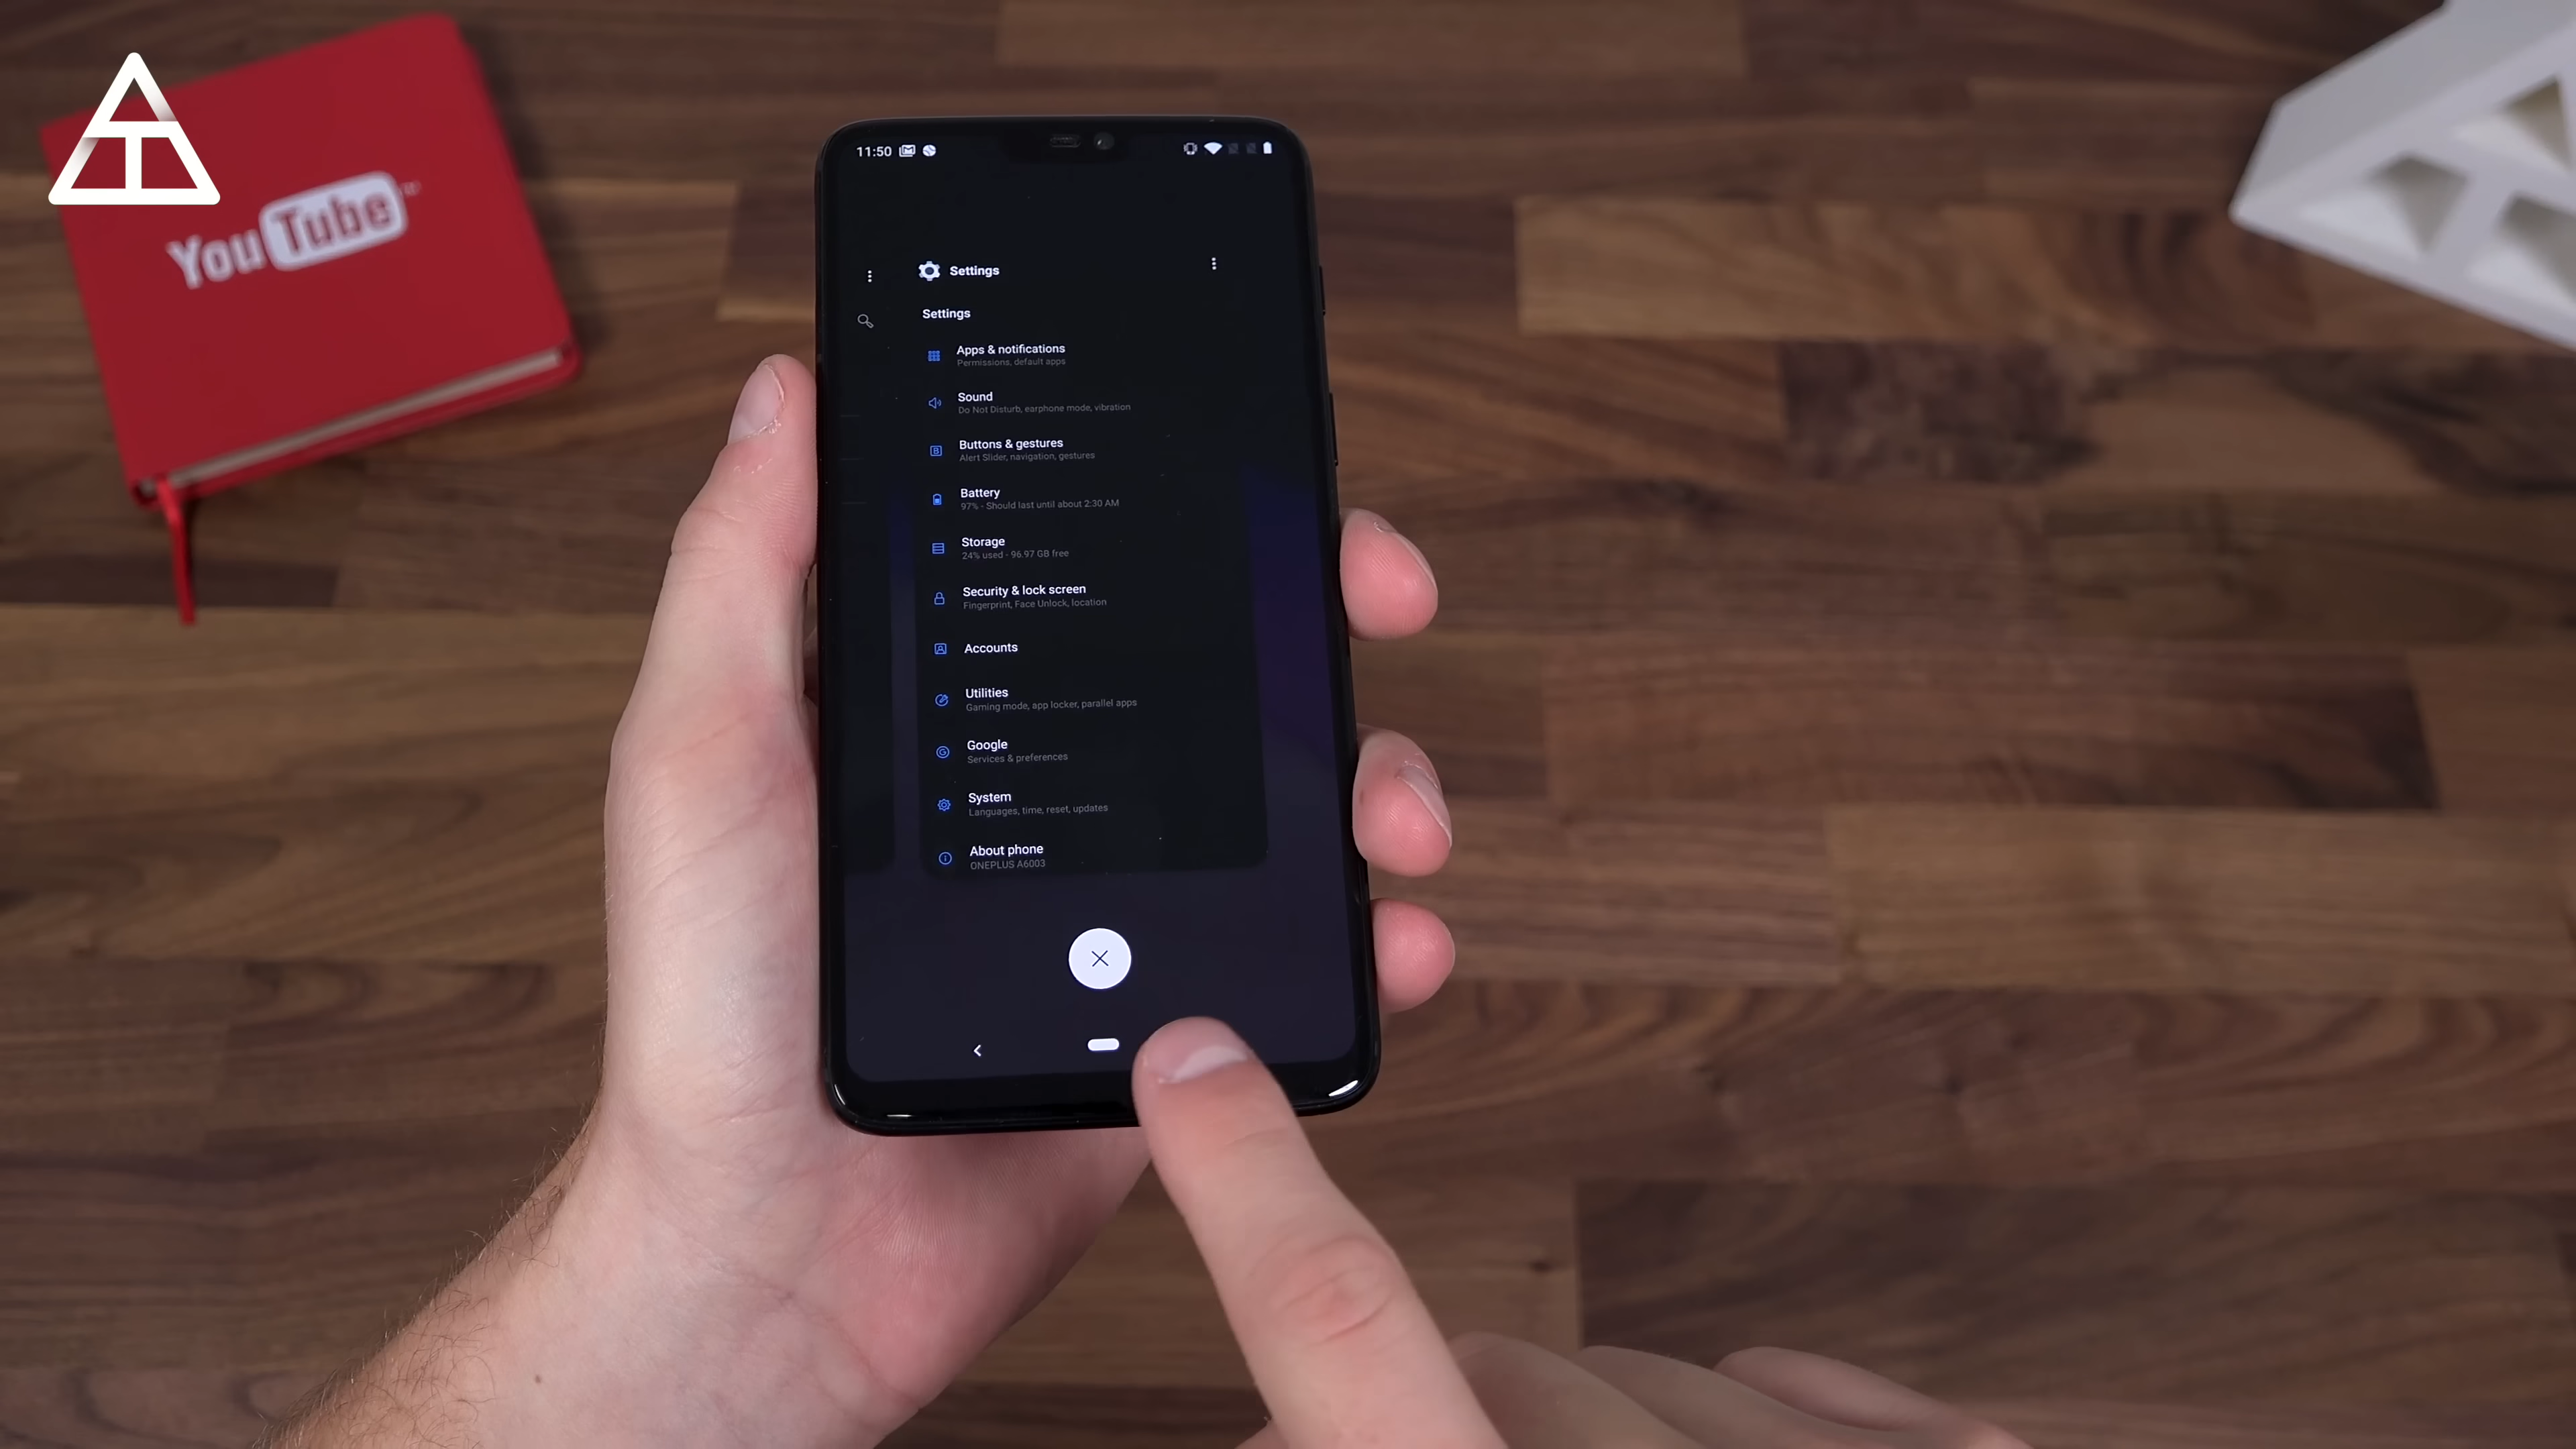 YouTube
11:50
Settings
Settings
Apps & notifications
Permissions, default apps
Sound
Do Not Disturb, earphone mode, vibration
Buttons & gestures
Alert Slider, navigation, gestures
Battery
97% - Should last until about 2:30 AM
Storage
24% used - 96.97 GB free
Security & lock screen
Fingerprint, Face Unlock, location
Accounts
Utilities
Gaming mode, app locker, parallel apps
Google
Services & preferences
System
Languages, time, reset, updates
About phone
ONEPLUS A6003